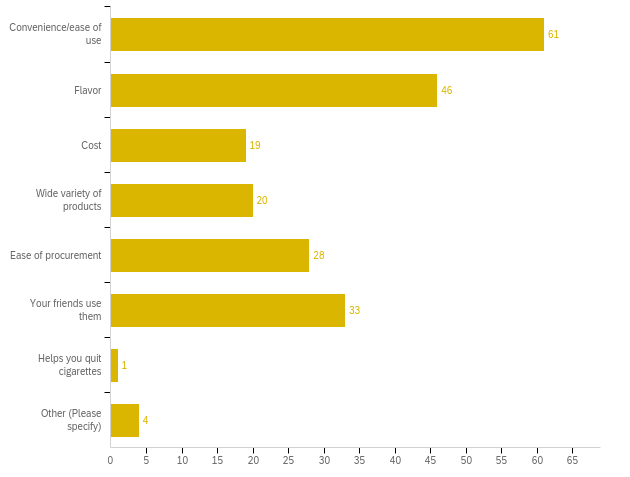 Convenience/ease of
use
61
Flavor
46
Cost
19
Wide variety of
products
20
Ease of procurement
28
Your friends use
them
33
Helps you quit
cigarettes
1
Other (Please
specify)
4
0 5 10 15 20 25 30 35 40 45 50 55 60 65